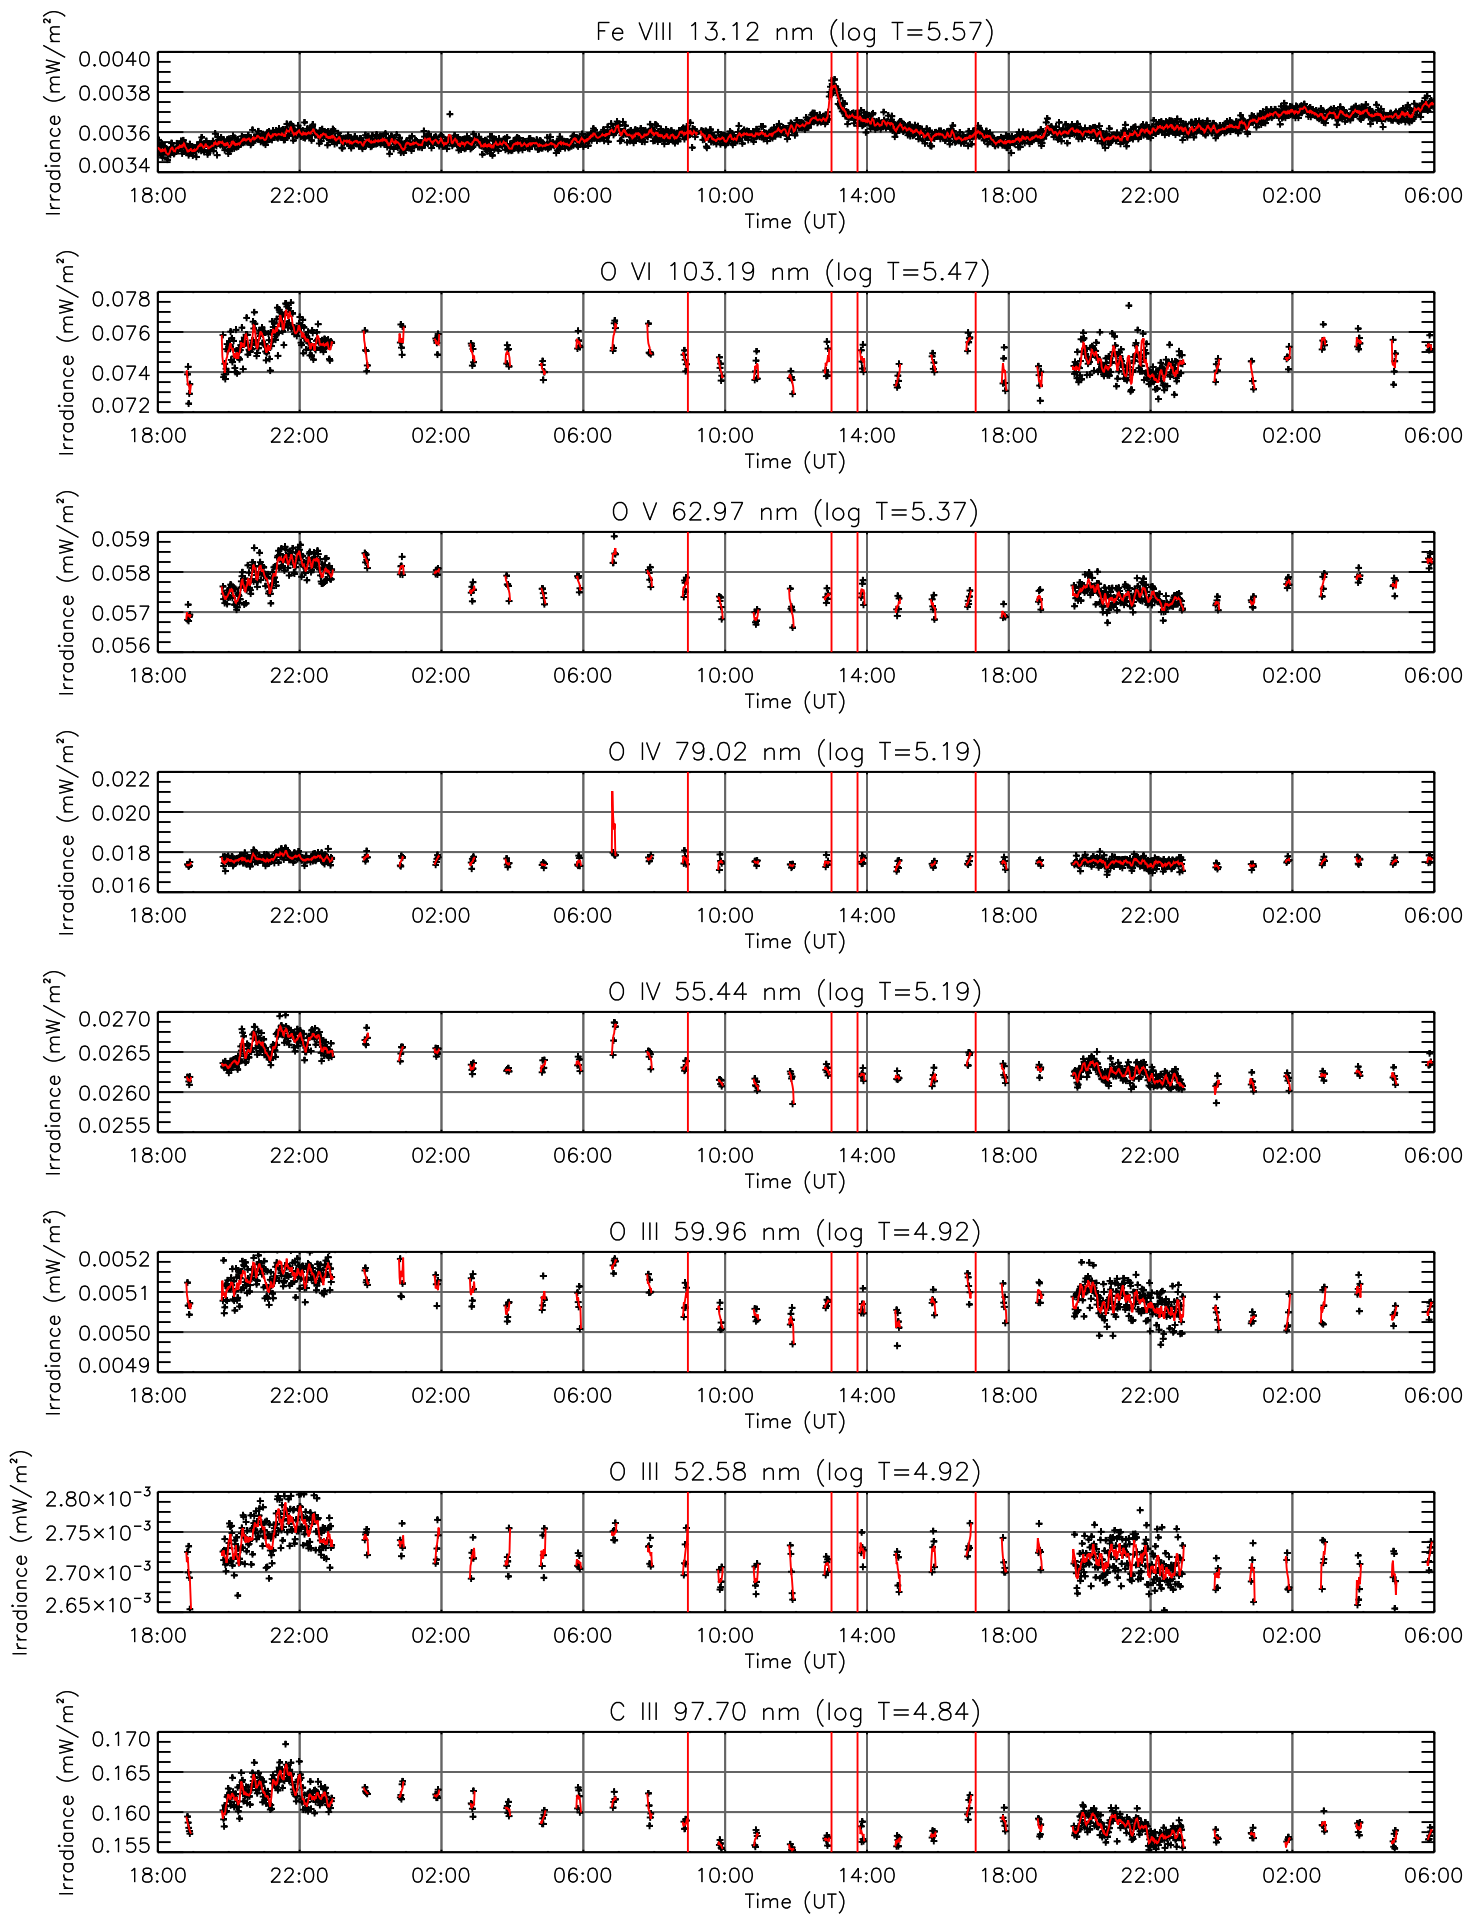 Fe VIII 13.12 nm (log T=5.57)
Irradiance (mW/m²)
0.0040
0.0038
0.0036
0.0034
18:00 22:00 02:00 06:00 10:00 14:00 18:00 22:00 02:00 06:00
Time (UT)
O VI 103.19 nm (log T=5.47)
Irradiance (mW/m²)
0.078
0.076
0.074
0.072
18:00 22:00 02:00 06:00 10:00 14:00 18:00 22:00 02:00 06:00
Time (UT)
O V 62.97 nm (log T=5.37)
Irradiance (mW/m²)
0.059
0.058
0.057
0.056
18:00 22:00 02:00 06:00 10:00 14:00 18:00 22:00 02:00 06:00
Time (UT)
O IV 79.02 nm (log T=5.19)
Irradiance (mW/m²)
0.022
0.020
0.018
0.016
18:00 22:00 02:00 06:00 10:00 14:00 18:00 22:00 02:00 06:00
Time (UT)
O IV 55.44 nm (log T=5.19)
Irradiance (mW/m²)
0.0270
0.0265
0.0260
0.0255
18:00 22:00 02:00 06:00 10:00 14:00 18:00 22:00 02:00 06:00
Time (UT)
O III 59.96 nm (log T=4.92)
Irradiance (mW/m²)
0.0052
0.0051
0.0050
0.0049
18:00 22:00 02:00 06:00 10:00 14:00 18:00 22:00 02:00 06:00
Time (UT)
O III 52.58 nm (log T=4.92)
Irradiance (mW/m²)
2.80×10⁻³
2.75×10⁻³
2.70×10⁻³
2.65×10⁻³
18:00 22:00 02:00 06:00 10:00 14:00 18:00 22:00 02:00 06:00
Time (UT)
C III 97.70 nm (log T=4.84)
Irradiance (mW/m²)
0.170
0.165
0.160
0.155
18:00 22:00 02:00 06:00 10:00 14:00 18:00 22:00 02:00 06:00
Time (UT)